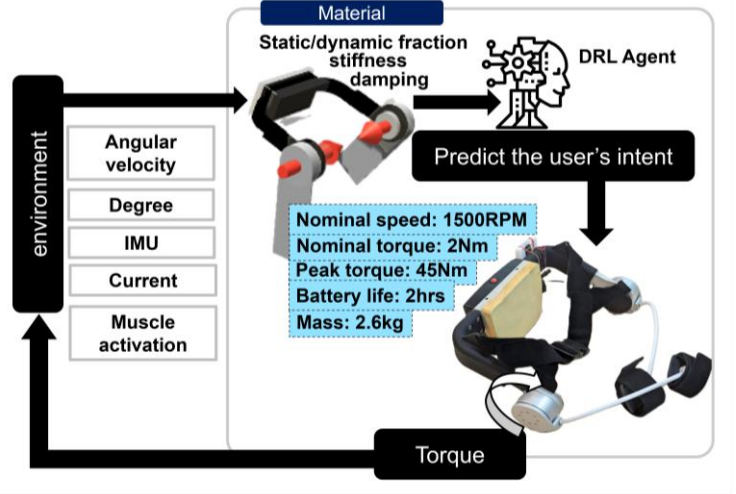 Material
Static/dynamic fraction
stiffness
damping
DRL Agent
environment
Angular
velocity
Degree
IMU
Current
Muscle
activation
Predict the user's intent
Nominal speed: 1500RPM
Nominal torque: 2Nm
Peak torque: 45Nm
Battery life: 2hrs
Mass: 2.6kg
Torque